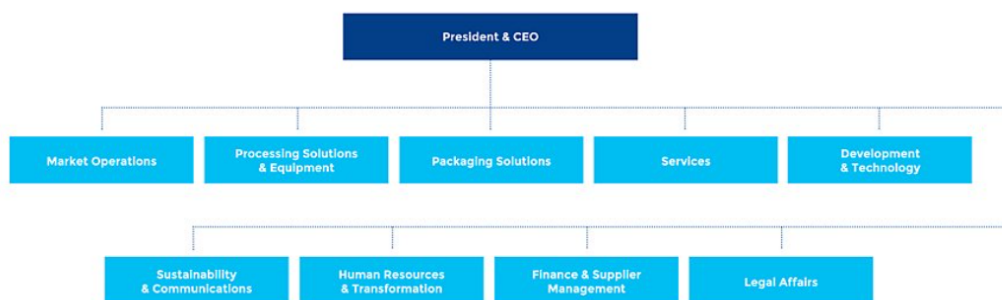 President & CEO
Market Operations
Processing Solutions
& Equipment
Packaging Solutions
Services
Development
& Technology
Sustainability
& Communications
Human Resources
& Transformation
Finance & Supplier
Management
Legal Affairs